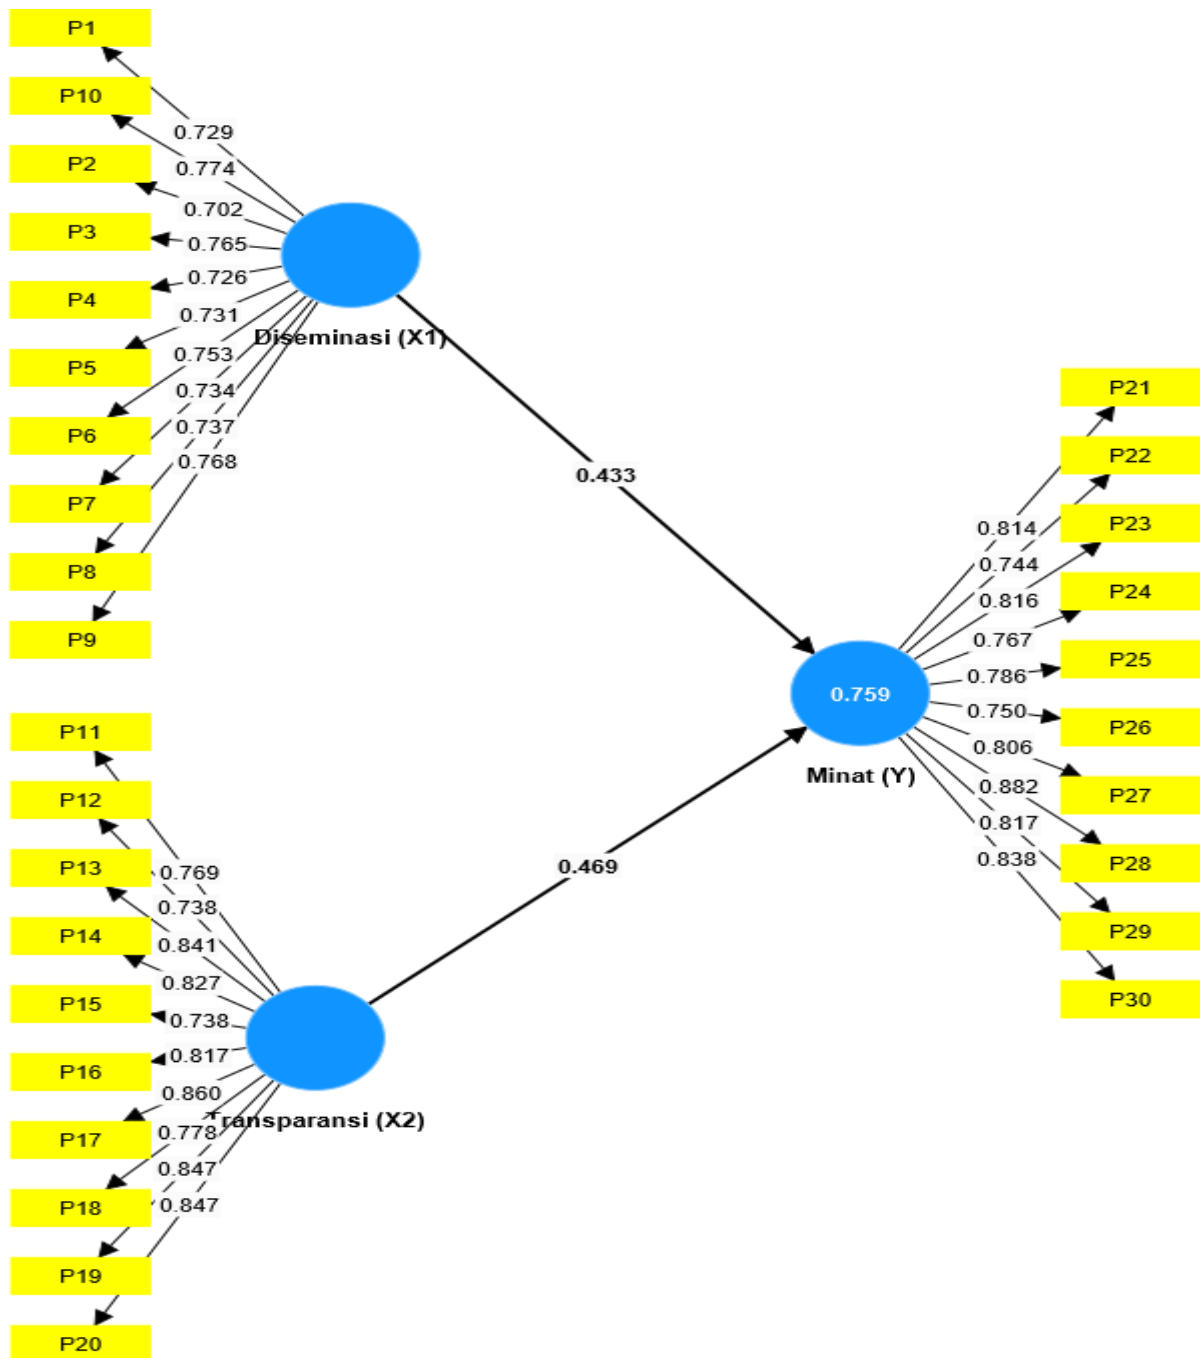 P1
P10
P2
P3
P4
P5
P6
P7
P8
P9
0.729
0.774
0.702
0.765
0.726
0.731
0.753
0.734
0.737
0.768
Diseminasi (X1)
0.433
P11
P12
P13
P14
P15
P16
P17
P18
P19
P20
0.769
0.738
0.841
0.827
0.738
0.817
0.860
0.778
0.847
0.847
Transparansi (X2)
0.469
0.759
Minat (Y)
0.814
0.744
0.816
0.767
0.786
0.750
0.806
0.882
0.817
0.838
P21
P22
P23
P24
P25
P26
P27
P28
P29
P30